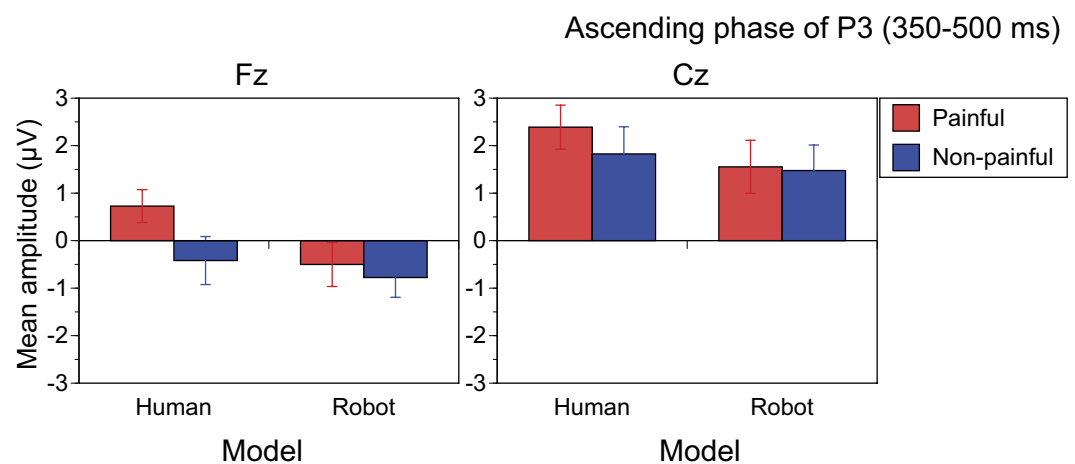 Ascending phase of P3 (350-500 ms)
Fz
Cz
Mean amplitude (µV)
3
2
1
0
-1
-2
-3
3
2
1
0
-1
-2
-3
Painful
Non-painful
Human
Robot
Human
Robot
Model
Model